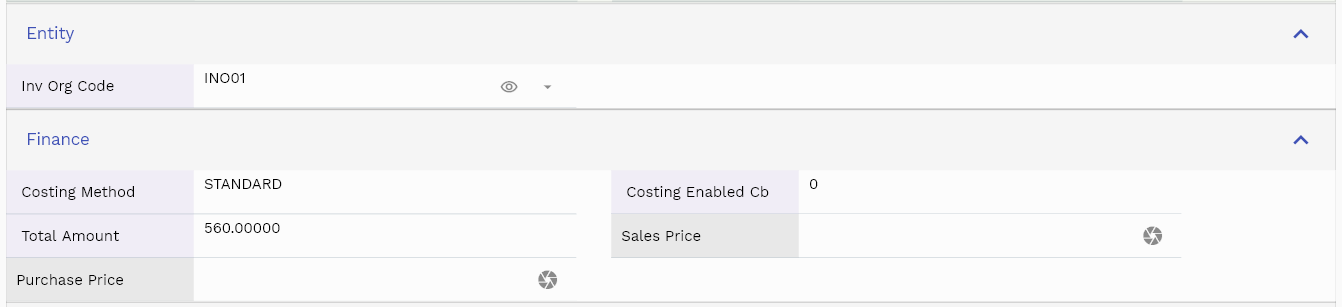 Entity
Inv Org Code INO01
Finance
Costing Method STANDARD Costing Enabled Cb 0
Total Amount 560.00000 Sales Price
Purchase Price